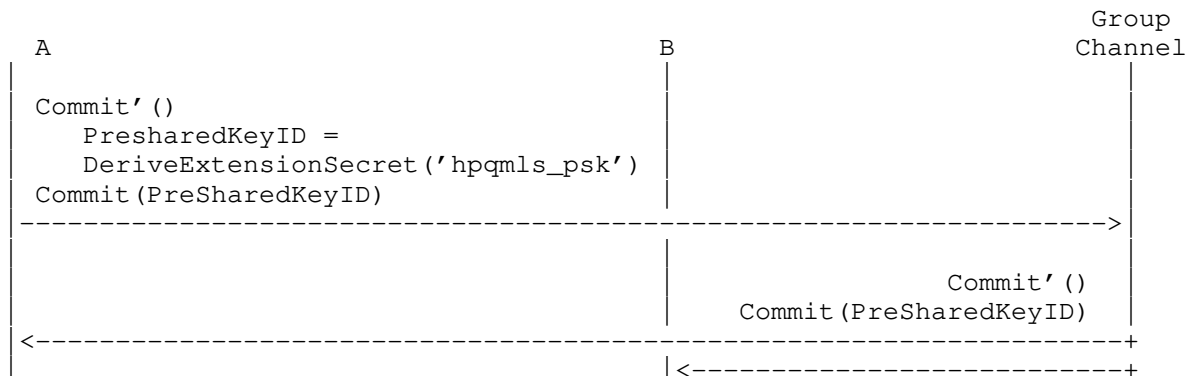 Group
A B Channel
Commit'()
PresharedKeyID =
DeriveExtensionSecret('hpqmls_psk')
Commit(PreSharedKeyID)
Commit'()
Commit(PreSharedKeyID)